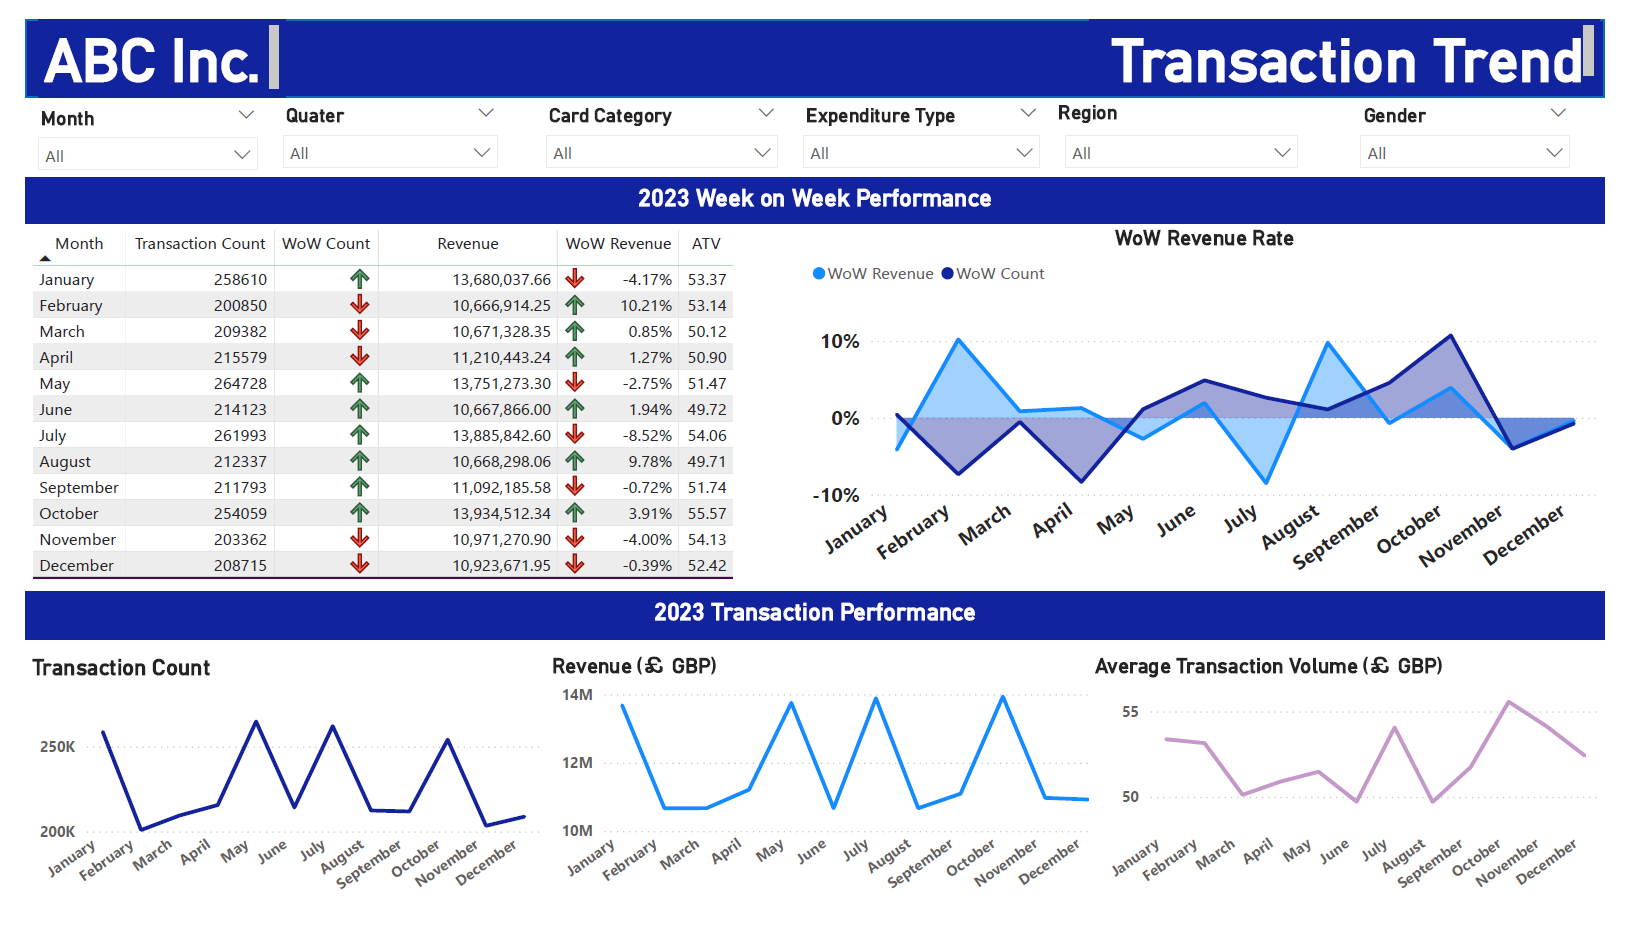 ABC Inc.
Transaction Trend
Month
Quater
Card Category
Expenditure Type
Region
Gender
All
All
All
All
All
All
2023 Week on Week Performance
Month Transaction Count WoW Count Revenue WoW Revenue ATV
January 258610 13,680,037.66 -4.17% 53.37
February 200850 10,666,914.25 10.21% 53.14
March 209382 10,671,328.35 0.85% 50.12
April 215579 11,210,443.24 1.27% 50.90
May 264728 13,751,273.30 -2.75% 51.47
June 214123 10,667,866.00 1.94% 49.72
July 261993 13,885,842.60 -8.52% 54.06
August 212337 10,668,298.06 9.78% 49.71
September 211793 11,092,185.58 -0.72% 51.74
October 254059 13,934,512.34 3.91% 55.57
November 203362 10,971,270.90 -4.00% 54.13
December 208715 10,923,671.95 -0.39% 52.42
WoW Revenue Rate
WoW Revenue WoW Count
10%
0%
-10%
January February March April May June July August September October November December
2023 Transaction Performance
Transaction Count
250K
200K
January February March April May June July August September October November December
Revenue (£ GBP)
14M
12M
10M
January February March April May June July August September October November December
Average Transaction Volume (£ GBP)
55
50
January February March April May June July August September October November December